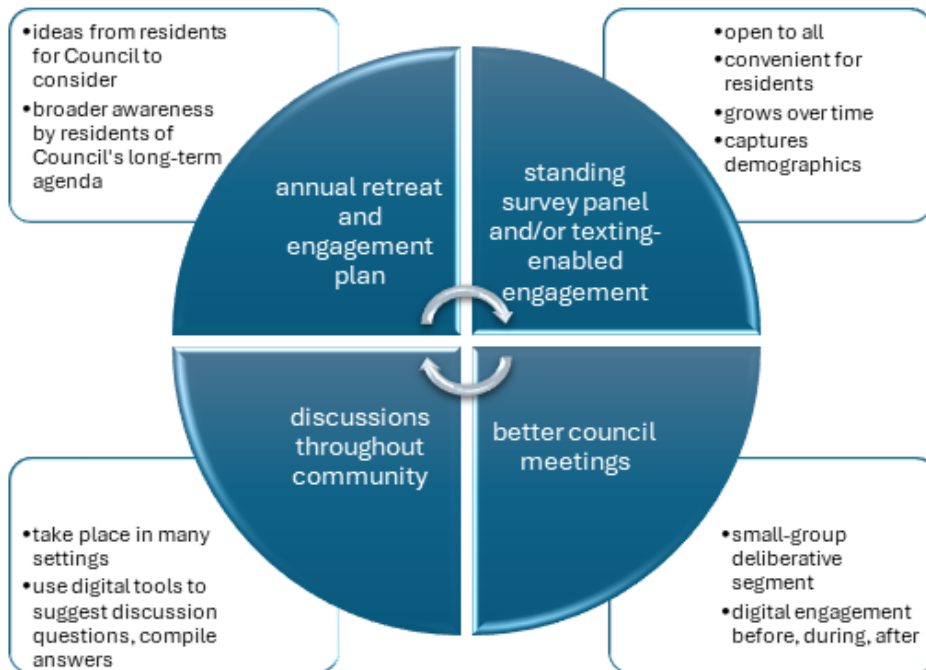 •ideas from residents
for Council to
consider
•broader awareness
by residents of
Council's long-term
agenda
annual retreat
and
engagement
plan
standing
survey panel
and/or texting-
enabled
engagement
•open to all
•convenient for
residents
•grows over time
•captures
demographics
discussions
throughout
community
better council
meetings
•take place in many
settings
•use digital tools to
suggest discussion
questions, compile
answers
•small-group
deliberative
segment
•digital engagement
before, during, after